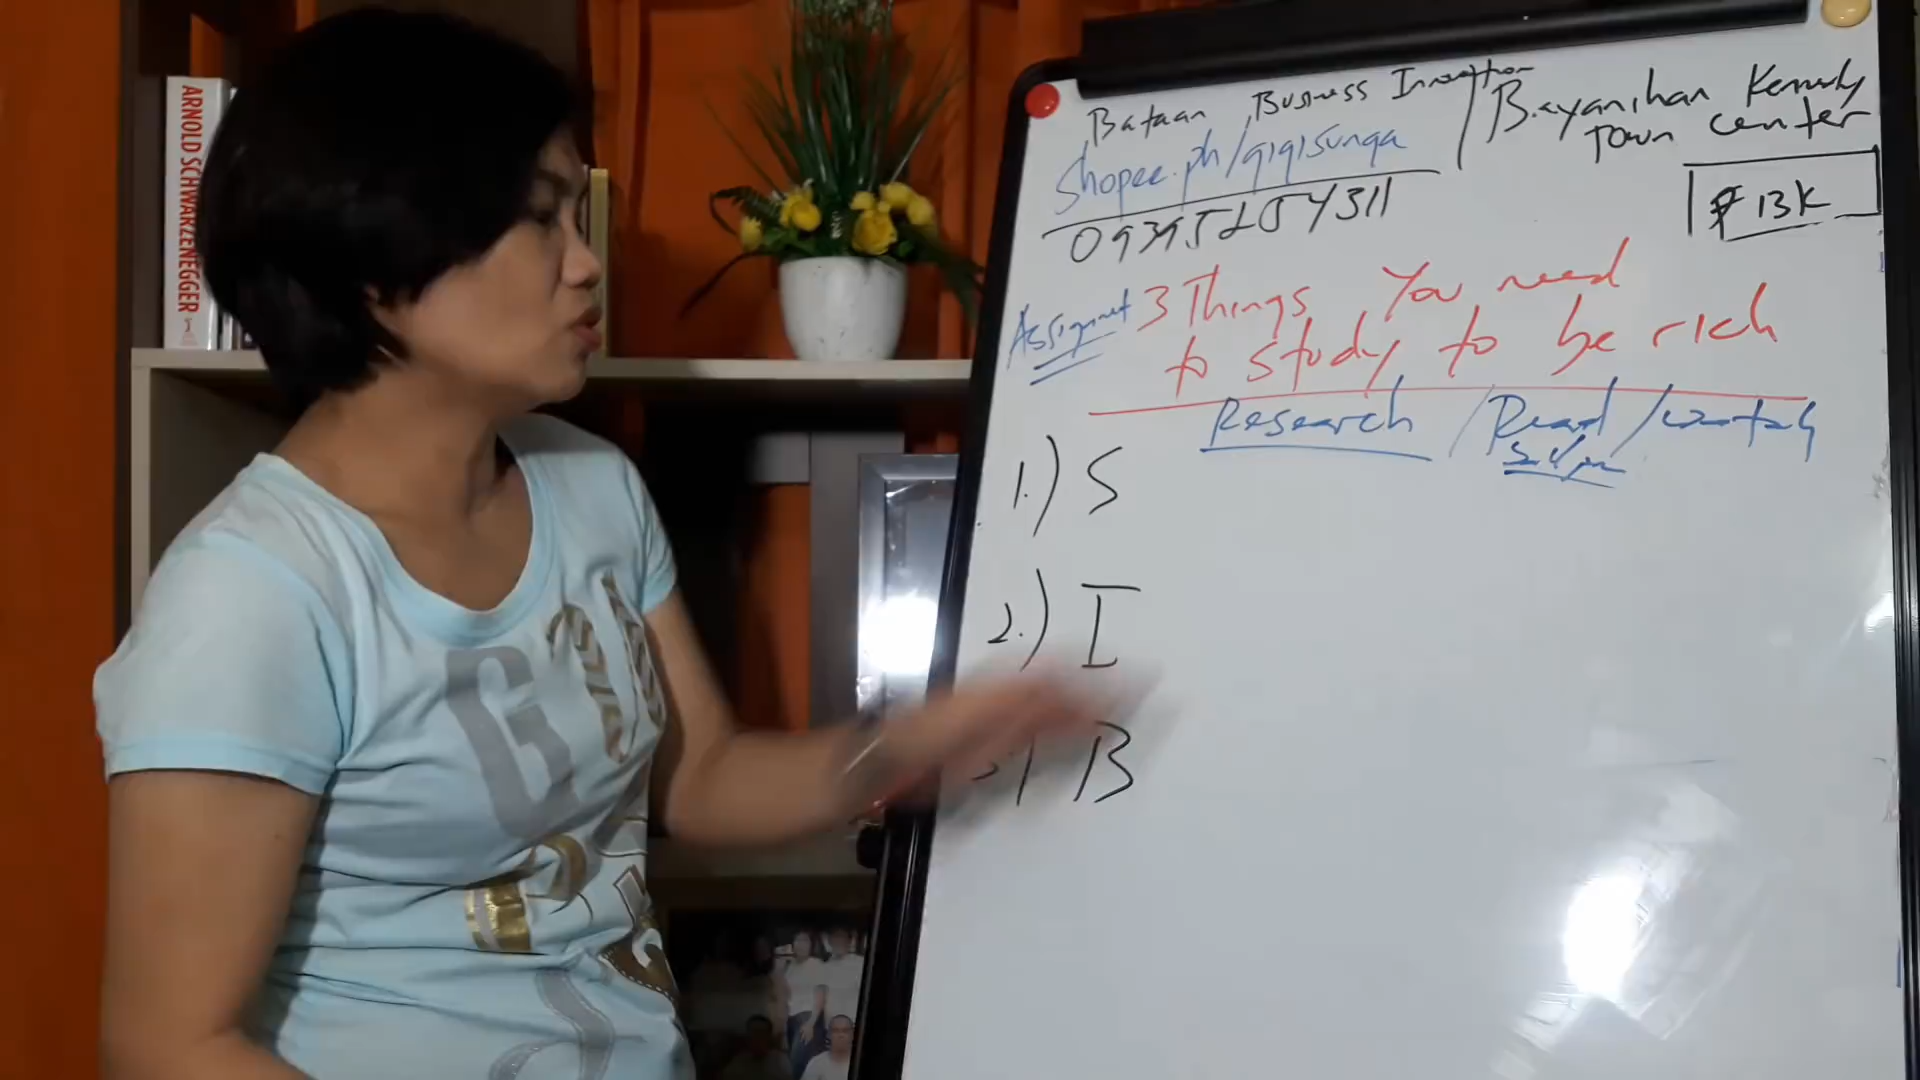 ARNOLD SCHWARZENEGGER
Bataan Business Innovation / Bayanihan Kennedy
Town Center
shopee.ph/gigisunga
₱ 13K
Assignment 3 Things You need
to study to be rich
Research / Read /
1.) S
2.) I
B